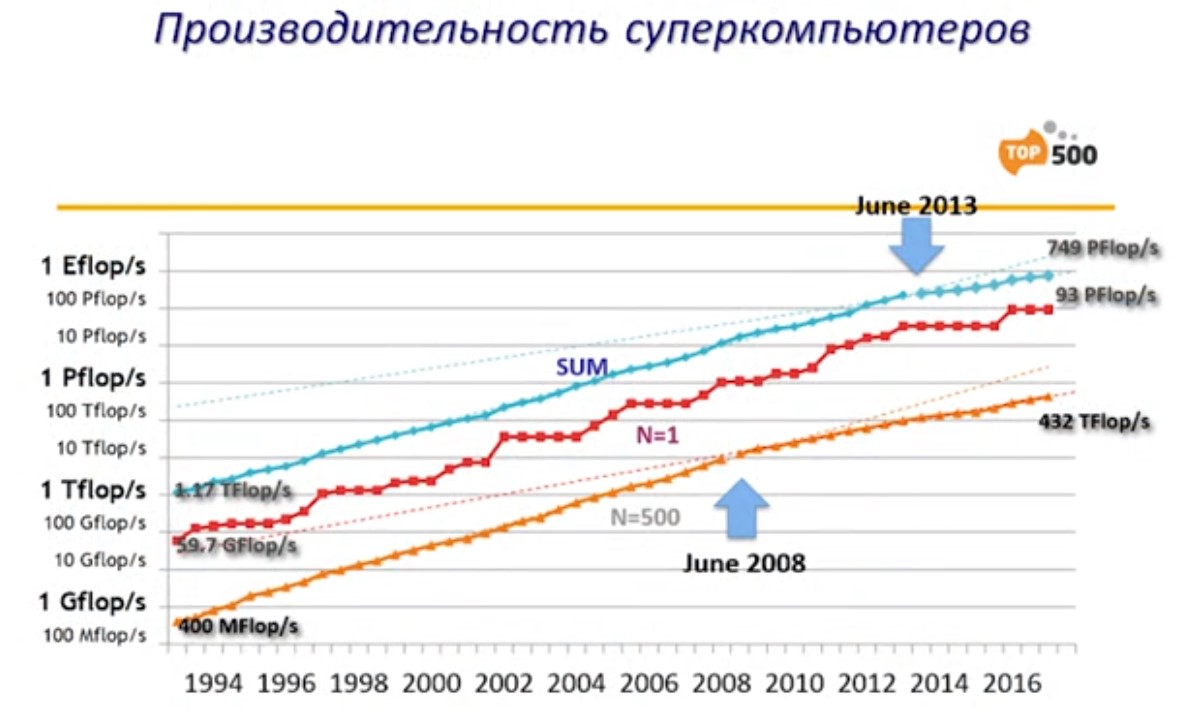 Производительность суперкомпьютеров
TOP 500
June 2013
749 PFlop/s
1 Eflop/s
100 Pflop/s
93 PFlop/s
10 Pflop/s
SUM
1 Pflop/s
100 Tflop/s
432 TFlop/s
N=1
10 Tflop/s
1 Tflop/s
1.17 TFlop/s
100 Gflop/s
N=500
59.7 GFlop/s
10 Gflop/s
June 2008
1 Gflop/s
400 MFlop/s
100 Mflop/s
1994 1996 1998 2000 2002 2004 2006 2008 2010 2012 2014 2016